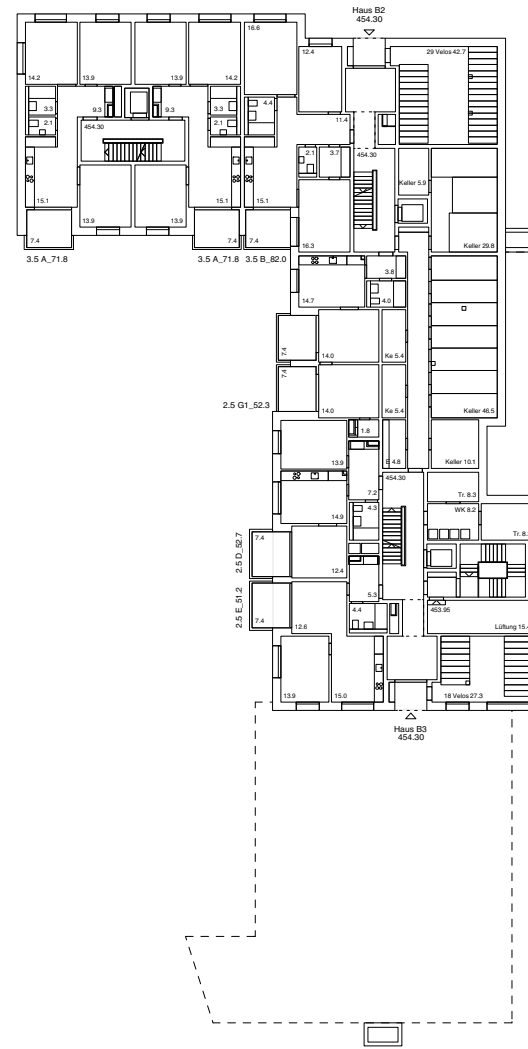 Haus B2
454.30
16.6
14.2
13.9
13.9
14.2
12.4
29 Velos 42.7
3.3
9.3
9.3
3.3
4.4
2.1
454.30
2.1
11.4
2.1
3.7
454.30
Keller 5.9
15.1
15.1
15.1
13.9
13.9
7.4
7.4
7.4
16.3
Keller 29.8
3.5 A_71.8
3.5 A_71.8
3.5 B_82.0
3.8
14.7
4.0
7.4
14.0
Ke 5.4
7.4
2.5 G1_52.3
14.0
Ke 5.4
Keller 46.5
1.8
13.9
E 4.8
Keller 10.1
454.30
7.2
Tr. 8.3
4.3
WK 8.2
14.9
2.5 D_52.7
7.4
Tr. 8.
12.4
5.3
2.5 E_51.2
7.4
12.6
4.4
453.95
Lüftung 15.4
13.9
15.0
18 Velos 27.3
Haus B3
454.30